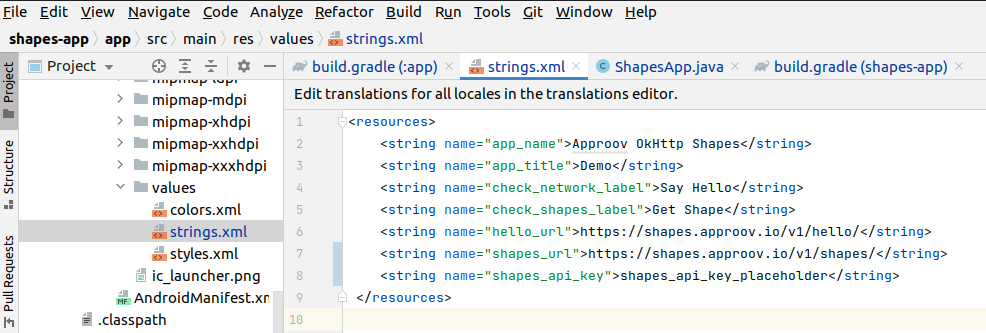 File Edit View Navigate Code Analyze Refactor Build Run Tools Git Window Help
shapes-app app src main res values strings.xml
Project
build.gradle (:app) strings.xml ShapesApp.java build.gradle (shapes-app)
Project
Structure
Pull Requests
mipmap-mdpi
mipmap-xhdpi
mipmap-xxhdpi
mipmap-xxxhdpi
values
colors.xml
strings.xml
styles.xml
ic_launcher.png
AndroidManifest.xm
.classpath
Edit translations for all locales in the translations editor.
1 <resources>
2 <string name="app_name">Approov OkHttp Shapes</string>
3 <string name="app_title">Demo</string>
4 <string name="check_network_label">Say Hello</string>
5 <string name="check_shapes_label">Get Shape</string>
6 <string name="hello_url">https://shapes.approov.io/v1/hello/</string>
7 <string name="shapes_url">https://shapes.approov.io/v1/shapes/</string>
8 <string name="shapes_api_key">shapes_api_key_placeholder</string>
9 </resources>
10